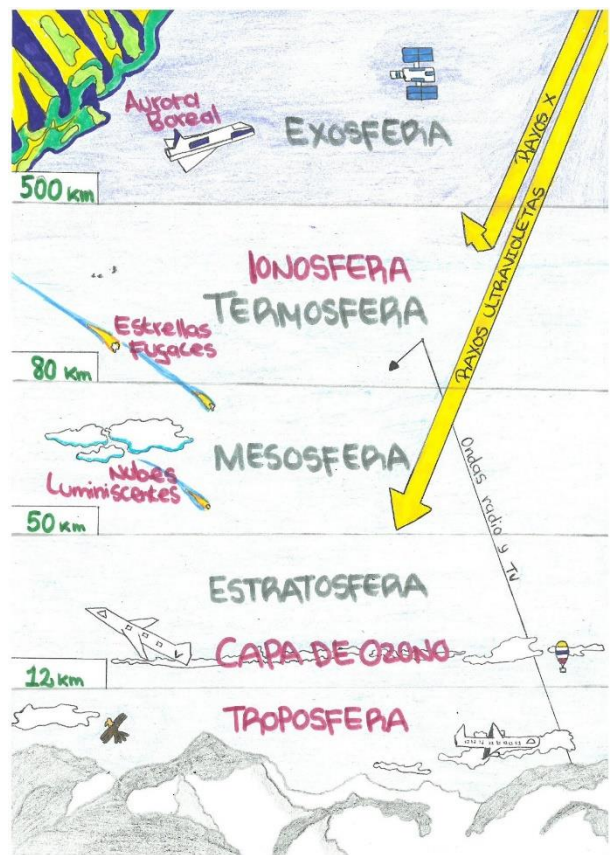 Aurora
Boreal
EXOSFERA
RAYOS X
500 Km
RAYOS ULTRAVIOLETAS
IONOSFERA
TERMOSFERA
Estrellas
Fugaces
80 Km
MESOSFERA
Nubes
Luminiscentes
Ondas radio y TV
50 Km
ESTRATOSFERA
CAPA DE OZONO
12 Km
TROPOSFERA